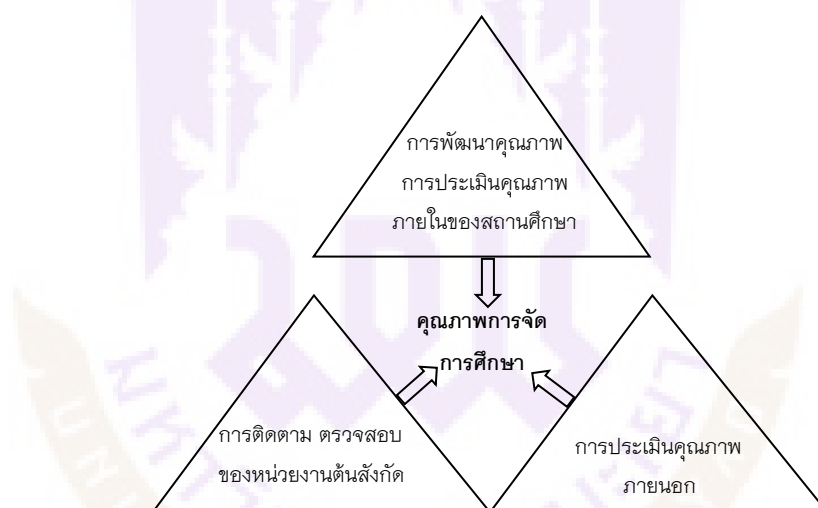 การพัฒนาคุณภาพ
การประเมินคุณภาพ
ภายในของสถานศึกษา
คุณภาพการจัด
การศึกษา
การติดตาม ตรวจสอบ
ของหน่วยงานต้นสังกัด
การประเมินคุณภาพ
ภายนอก